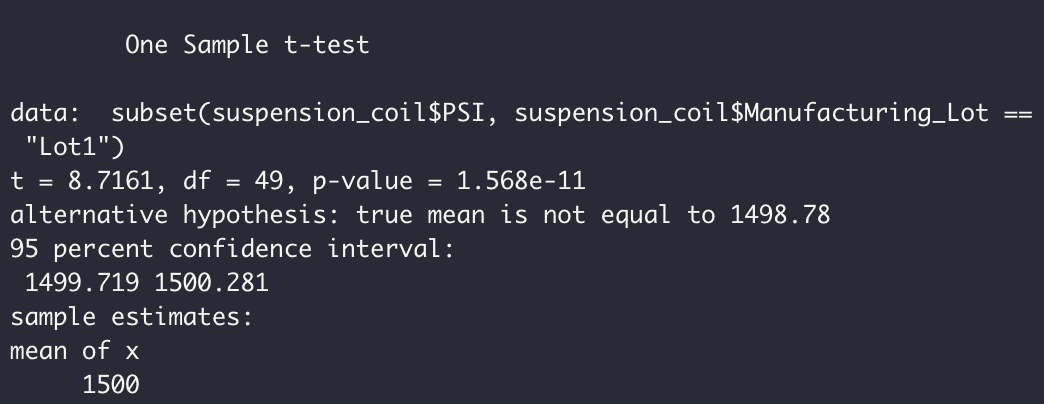 One Sample t-test
data:  subset(suspension_coil$PSI, suspension_coil$Manufacturing_Lot ==
"Lot1")
t = 8.7161, df = 49, p-value = 1.568e-11
alternative hypothesis: true mean is not equal to 1498.78
95 percent confidence interval:
1499.719 1500.281
sample estimates:
mean of x
1500